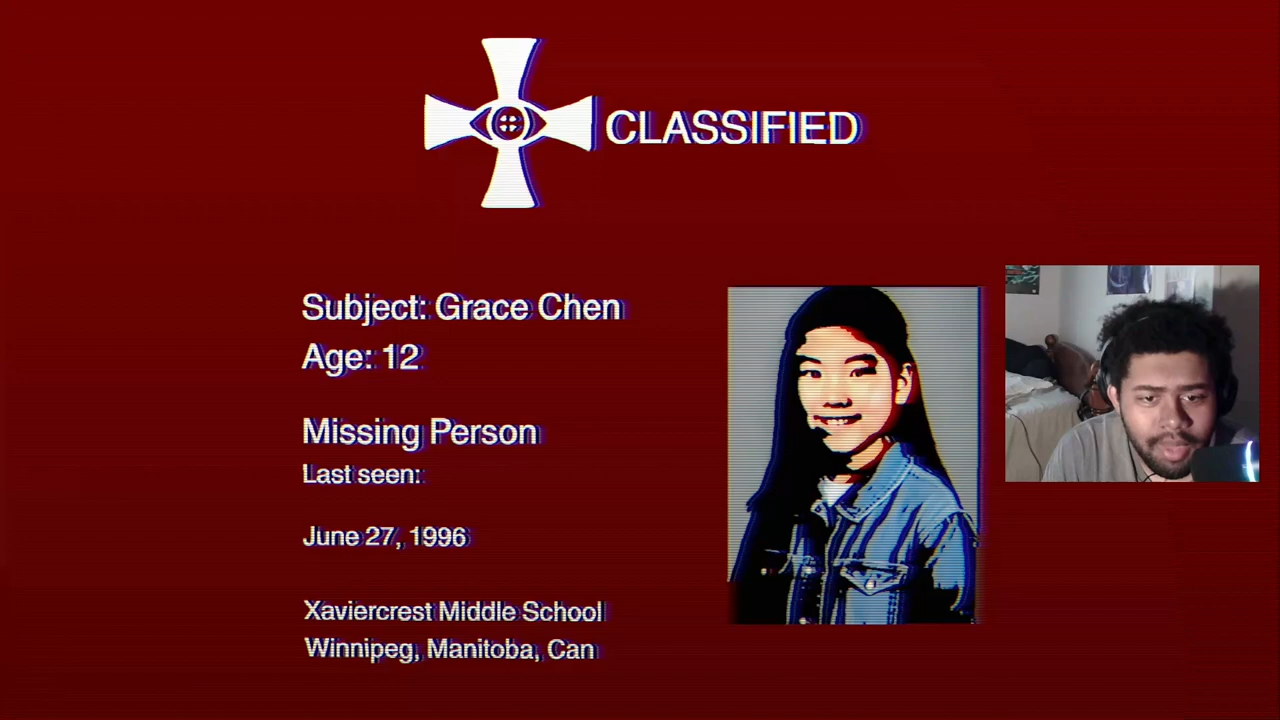 CLASSIFIED
Subject: Grace Chen
Age: 12
Missing Person
Last seen:
June 27, 1996
Xaviercrest Middle School
Winnipeg, Manitoba, Can